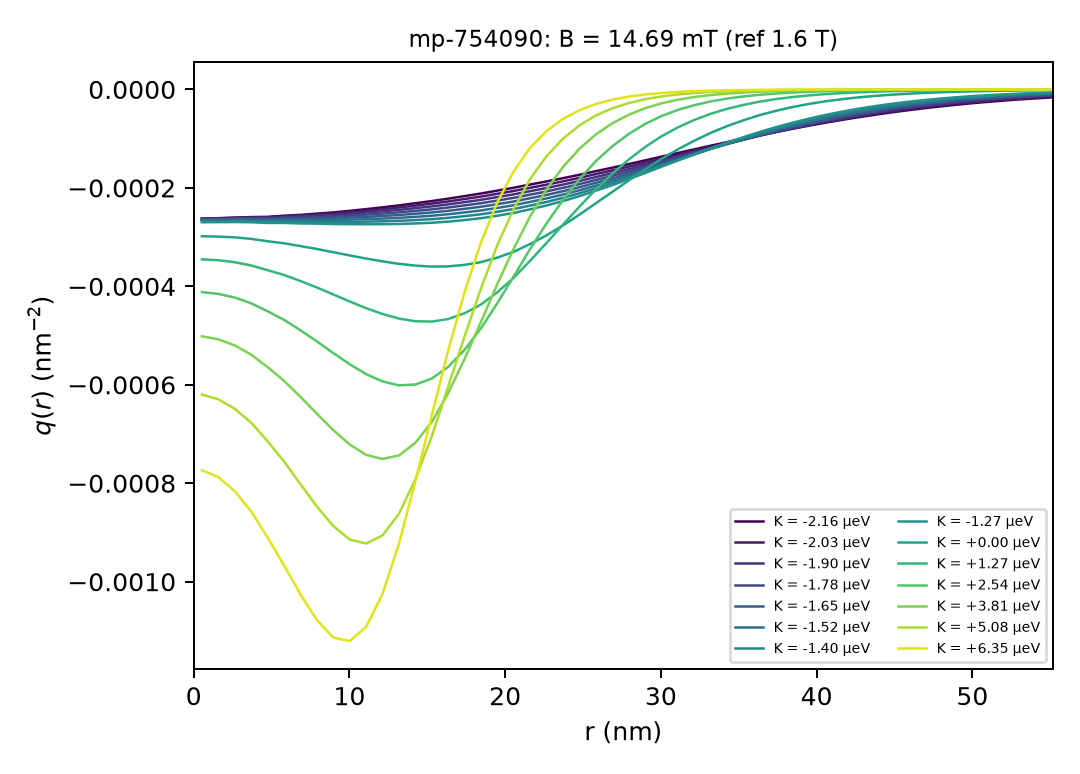 mp-754090: B = 14.69 mT (ref 1.6 T)
0.0000
−0.0002
−0.0004
−0.0006
−0.0008
−0.0010
q(r) (nm⁻²)
0 10 20 30 40 50
r (nm)
K = -2.16 µeV
K = -2.03 µeV
K = -1.90 µeV
K = -1.78 µeV
K = -1.65 µeV
K = -1.52 µeV
K = -1.40 µeV
K = -1.27 µeV
K = +0.00 µeV
K = +1.27 µeV
K = +2.54 µeV
K = +3.81 µeV
K = +5.08 µeV
K = +6.35 µeV